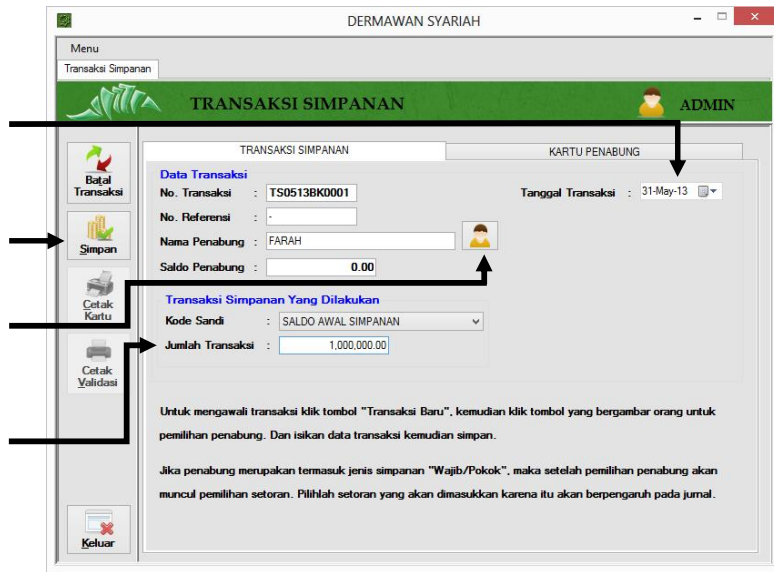 DERMAWAN SYARIAH
Menu
Transaksi Simpanan
TRANSAKSI SIMPANAN
ADMIN
TRANSAKSI SIMPANAN
KARTU PENABUNG
Batal
Transaksi
Simpan
Cetak
Kartu
Cetak
Validasi
Keluar
Data Transaksi
No. Transaksi : TS0513BK0001
Tanggal Transaksi : 31-May-13
No. Referensi : -
Nama Penabung : FARAH
Saldo Penabung : 0.00
Transaksi Simpanan Yang Dilakukan
Kode Sandi : SALDO AWAL SIMPANAN
Jumlah Transaksi : 1,000,000.00
Untuk mengawali transaksi klik tombol "Transaksi Baru", kemudian klik tombol yang bergambar orang untuk
pemilihan penabung. Dan isikan data transaksi kemudian simpan.
Jika penabung merupakan termasuk jenis simpanan "Wajib/Pokok", maka setelah pemilihan penabung akan
muncul pemilihan setoran. Pilihlah setoran yang akan dimasukkan karena itu akan berpengaruh pada jurnal.